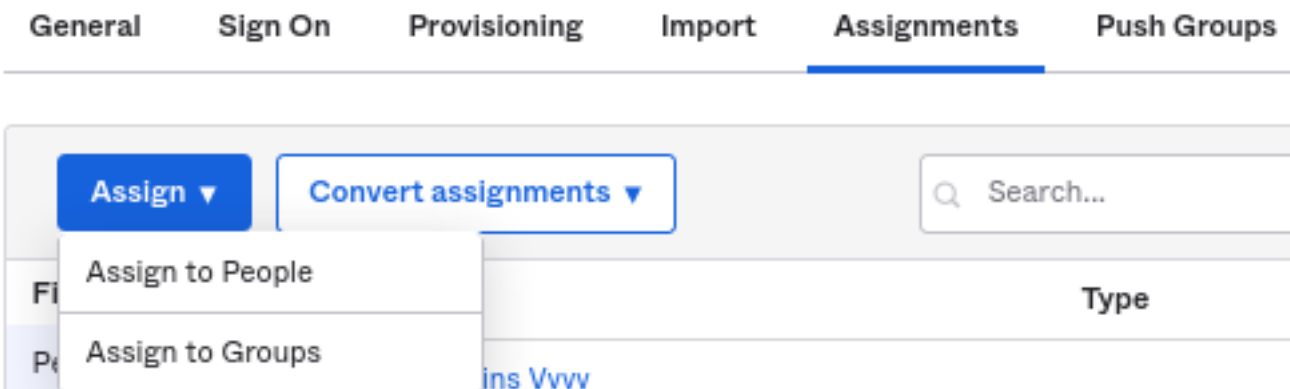 General Sign On Provisioning Import Assignments Push Groups
Assign ▼ Convert assignments ▼ Search...
Assign to People
Type
Assign to Groups
Vvvv